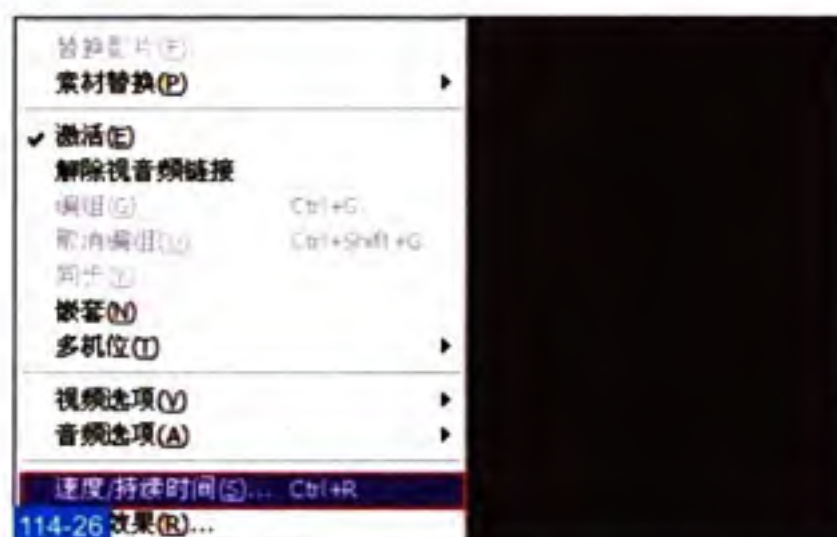 替换影片(F)
素材替换(P)
激活(E)
解除视音频链接
编组(G) Ctrl+G
取消编组(U) Ctrl+Shift+G
同步(Y)
嵌套(N)
多机位(T)
视频选项(V)
音频选项(A)
速度/持续时间(S)... Ctrl+R
114-26 效果(R)...